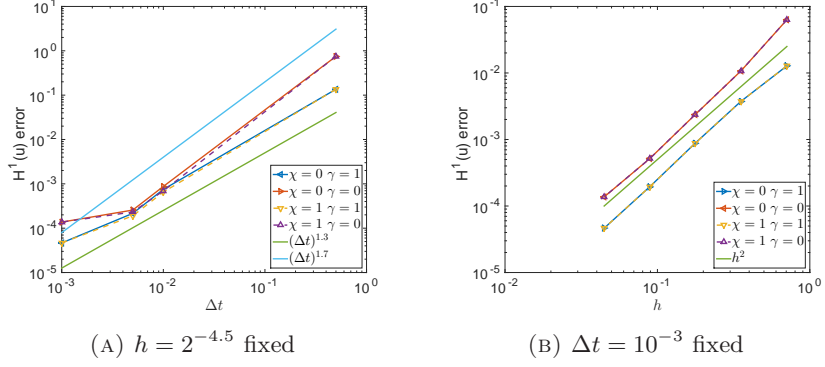 10^1
10^0
10^-1
10^-2
10^-3
10^-4
10^-5
H^1(u) error
10^-3
10^-2
10^-1
10^0
Δt
χ = 0 γ = 1
χ = 0 γ = 0
χ = 1 γ = 1
χ = 1 γ = 0
(Δt)^1.3
(Δt)^1.7
(A) h = 2^-4.5 fixed
10^-1
10^-2
10^-3
10^-4
10^-5
H^1(u) error
10^-2
10^-1
10^0
h
χ = 0 γ = 1
χ = 0 γ = 0
χ = 1 γ = 1
χ = 1 γ = 0
h^2
(B) Δt = 10^-3 fixed